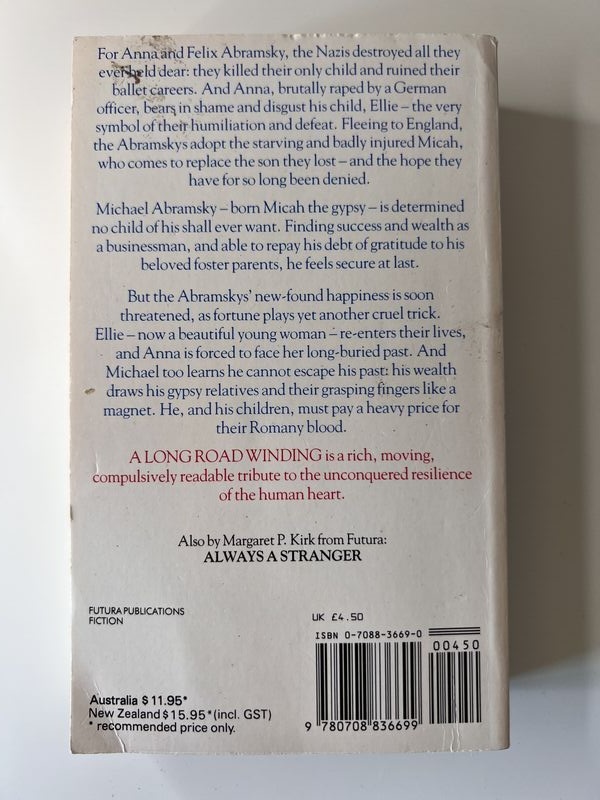 For Anna and Felix Abramsky, the Nazis destroyed all they
ever held dear: they killed their only child and ruined their
ballet careers. And Anna, brutally raped by a German
officer, bears in shame and disgust his child, Ellie – the very
symbol of their humiliation and defeat. Fleeing to England,
the Abramskys adopt the starving and badly injured Micah,
who comes to replace the son they lost – and the hope they
have for so long been denied.
Michael Abramsky – born Micah the gypsy – is determined
no child of his shall ever want. Finding success and wealth as
a businessman, and able to repay his debt of gratitude to his
beloved foster parents, he feels secure at last.
But the Abramskys' new-found happiness is soon
threatened, as fortune plays yet another cruel trick.
Ellie – now a beautiful young woman – re-enters their lives,
and Anna is forced to face her long-buried past. And
Michael too learns he cannot escape his past: his wealth
draws his gypsy relatives and their grasping fingers like a
magnet. He, and his children, must pay a heavy price for
their Romany blood.
A LONG ROAD WINDING is a rich, moving,
compulsively readable tribute to the unconquered resilience
of the human heart.
Also by Margaret P. Kirk from Futura:
ALWAYS A STRANGER
FUTURA PUBLICATIONS
FICTION
UK £4.50
ISBN 0-7088-3669-0
00450
Australia $11.95*
New Zealand $15.95* (incl. GST)
* recommended price only.
9 780708 836699